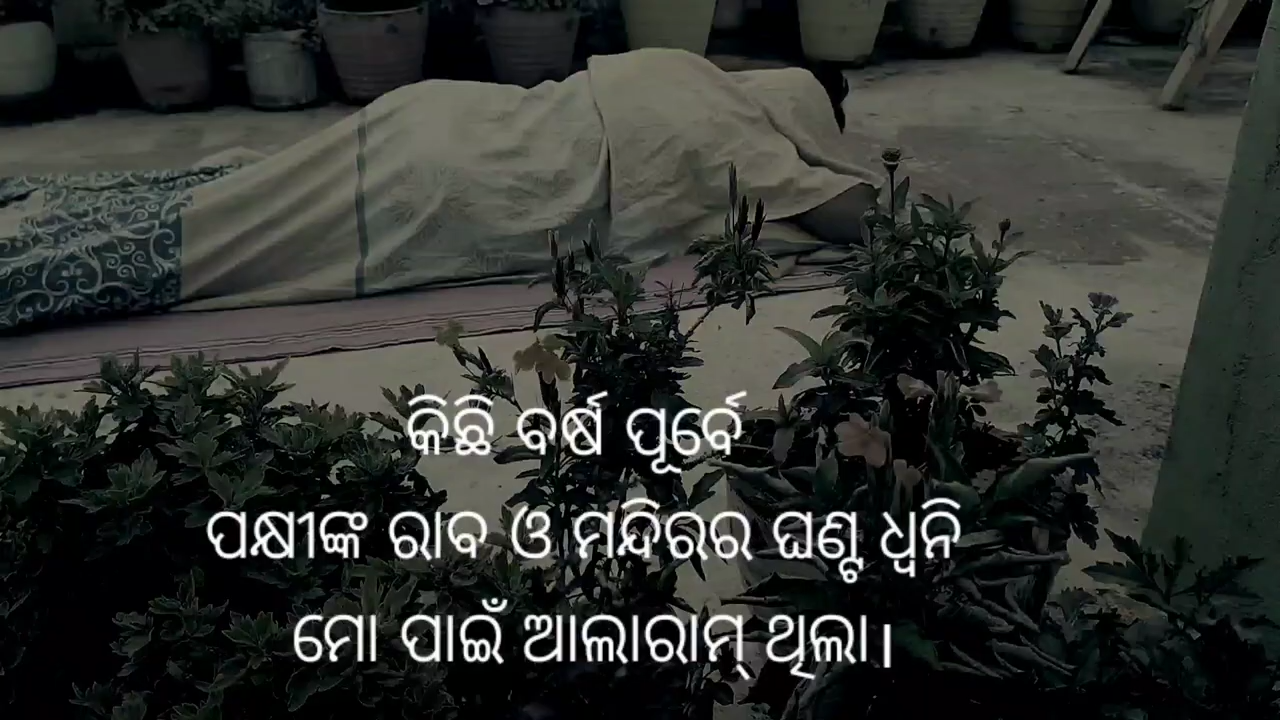 କିଛି ବର୍ଷ ପୂର୍ବେ
ପକ୍ଷୀଙ୍କ ରାବ ଓ ମନ୍ଦିରର ଘଣ୍ଟ ଧ୍ୱନି
ମୋ ପାଇଁ ଆଲାରାମ୍ ଥିଲା।